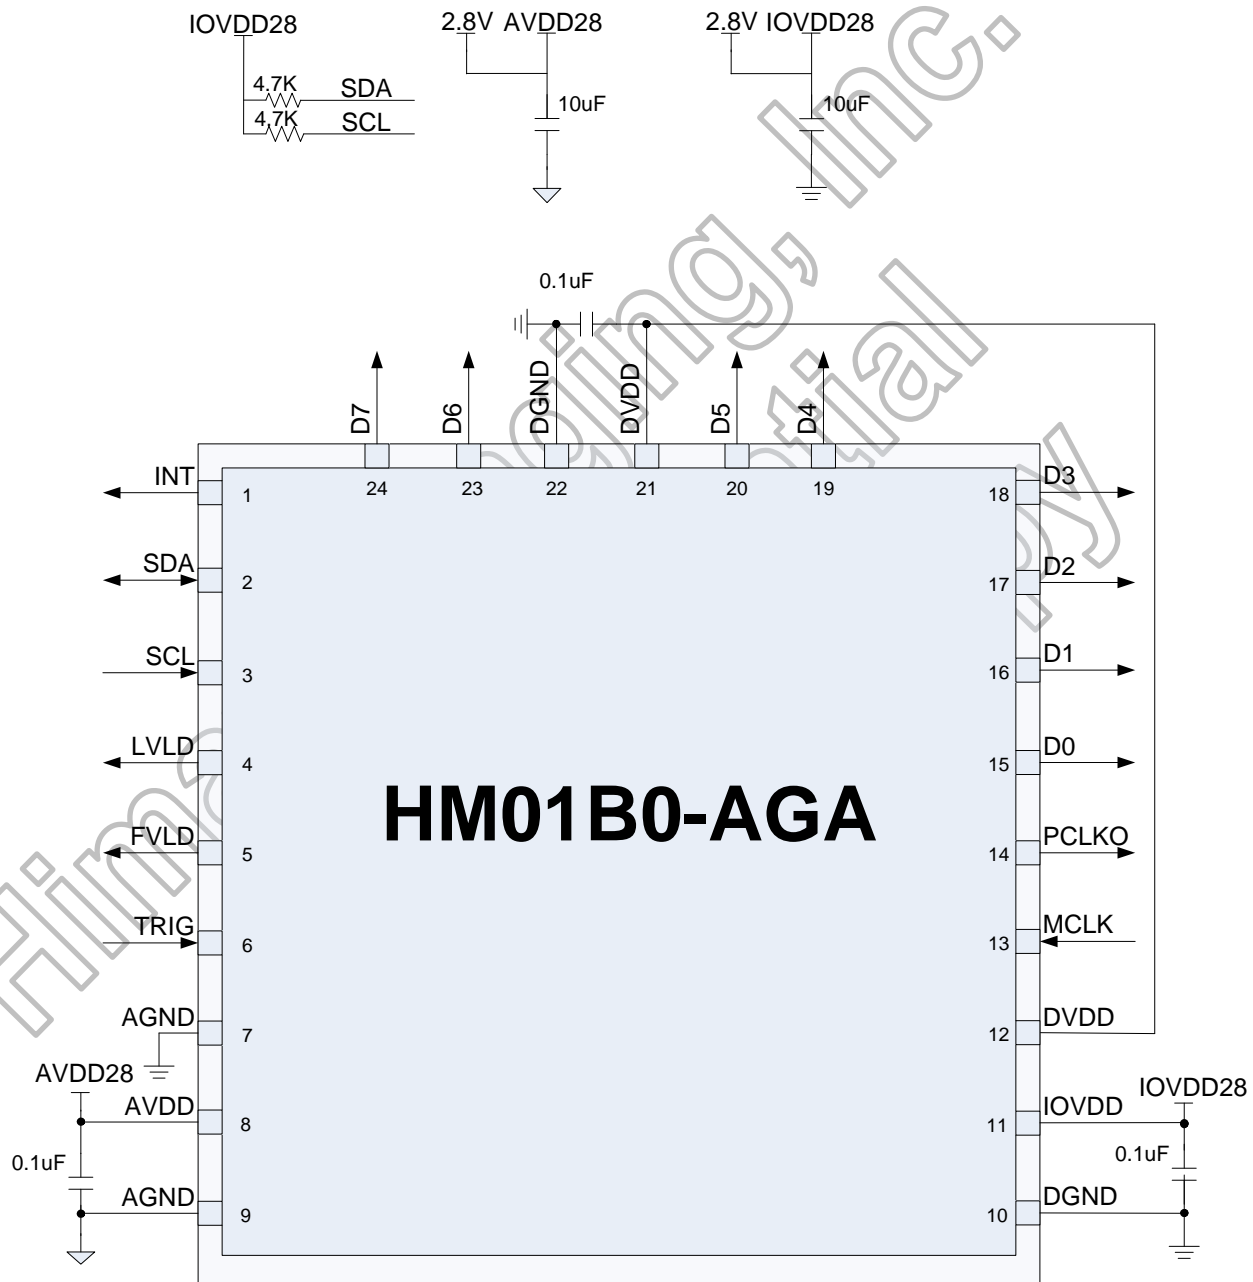 IOVDD28
4.7K SDA
4.7K SCL
2.8V AVDD28
10uF
2.8V IOVDD28
10uF
0.1uF
D7
D6
DGND
DVDD
D5
D4
24 23 22 21 20 19
INT 1
SDA 2
SCL 3
LVLD 4
FVLD 5
TRIG 6
AGND 7
AVDD28
AVDD 8
0.1uF
AGND 9
HM01B0-AGA
18 D3
17 D2
16 D1
15 D0
14 PCLKO
13 MCLK
12 DVDD
IOVDD28
11 IOVDD
0.1uF
10 DGND
Inc.